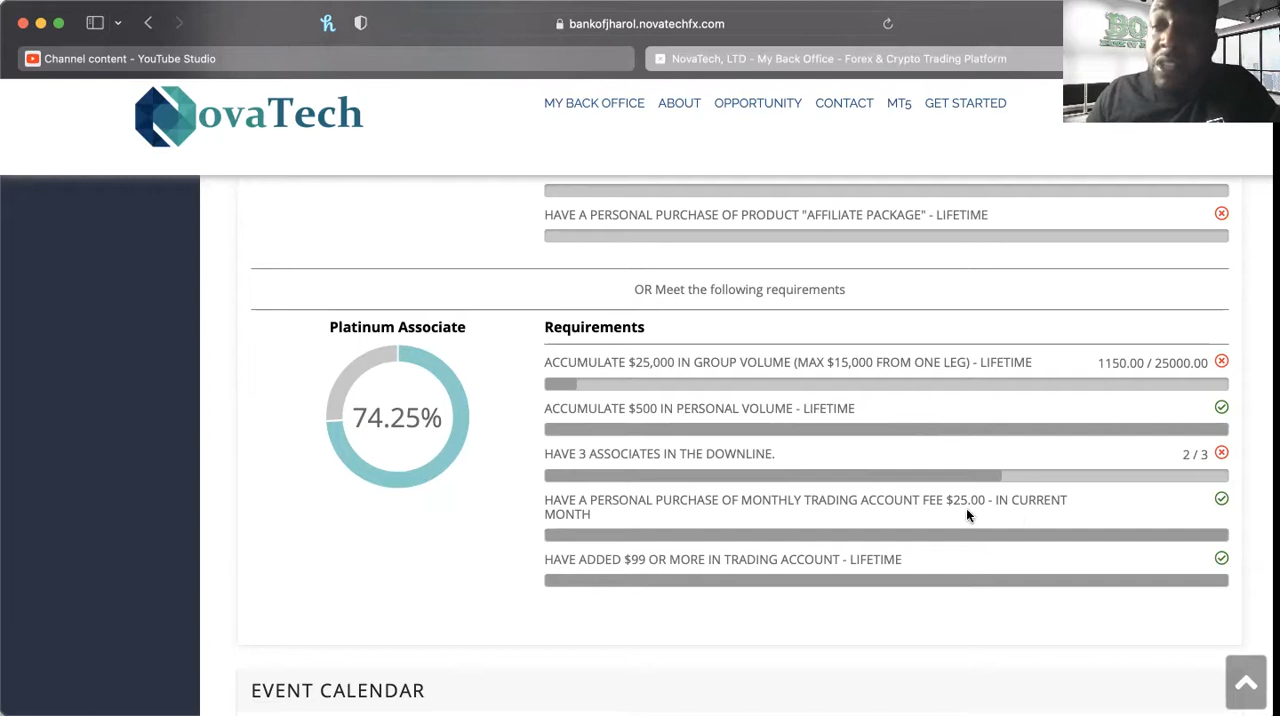 bankofjharol.novatechfx.com
Channel content - YouTube Studio
NovaTech, LTD - My Back Office - Forex & Crypto Trading Platform
NovaTech
MY BACK OFFICE ABOUT OPPORTUNITY CONTACT MT5 GET STARTED
HAVE A PERSONAL PURCHASE OF PRODUCT "AFFILIATE PACKAGE" - LIFETIME
OR Meet the following requirements
Platinum Associate
74.25%
Requirements
ACCUMULATE $25,000 IN GROUP VOLUME (MAX $15,000 FROM ONE LEG) - LIFETIME 1150.00 / 25000.00
ACCUMULATE $500 IN PERSONAL VOLUME - LIFETIME
HAVE 3 ASSOCIATES IN THE DOWNLINE. 2 / 3
HAVE A PERSONAL PURCHASE OF MONTHLY TRADING ACCOUNT FEE $25.00 - IN CURRENT
MONTH
HAVE ADDED $99 OR MORE IN TRADING ACCOUNT - LIFETIME
EVENT CALENDAR